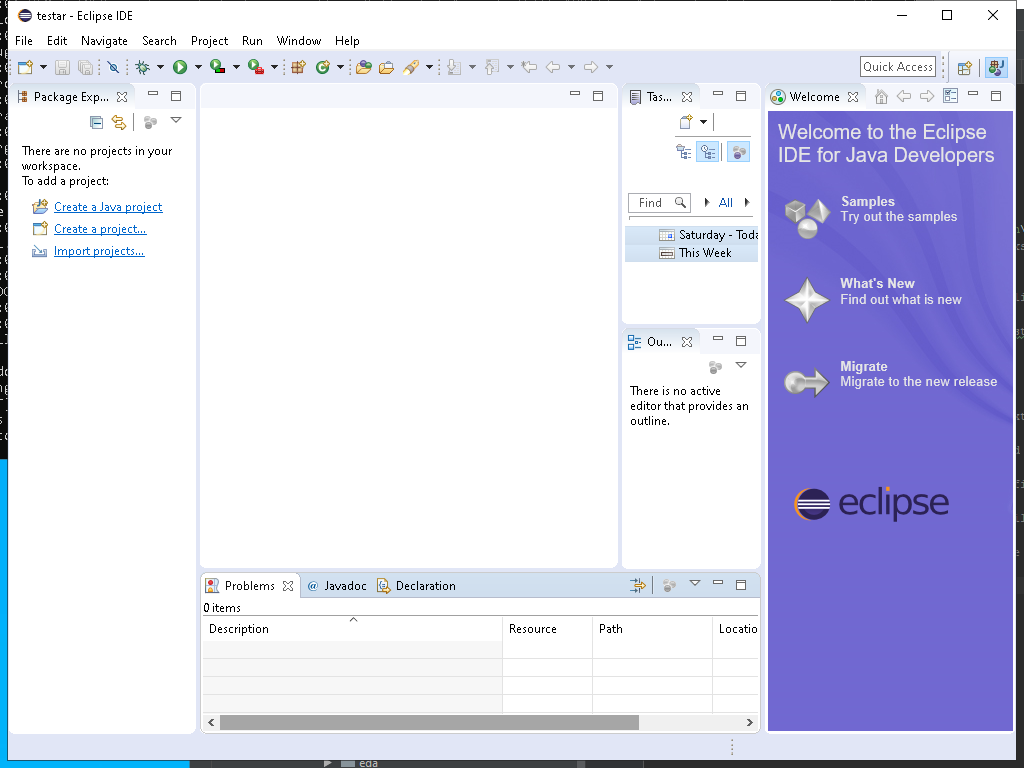 testar - Eclipse IDE
File Edit Navigate Search Project Run Window Help
Quick Access
Package Exp...
There are no projects in your
workspace.
To add a project:
Create a Java project
Create a project...
Import projects...
Tas...
Find
All
Saturday - Toda
This Week
Ou...
There is no active
editor that provides an
outline.
Welcome
Welcome to the Eclipse
IDE for Java Developers
Samples
Try out the samples
What's New
Find out what is new
Migrate
Migrate to the new release
eclipse
Problems @ Javadoc Declaration
0 items
Description Resource Path Locatio
eda